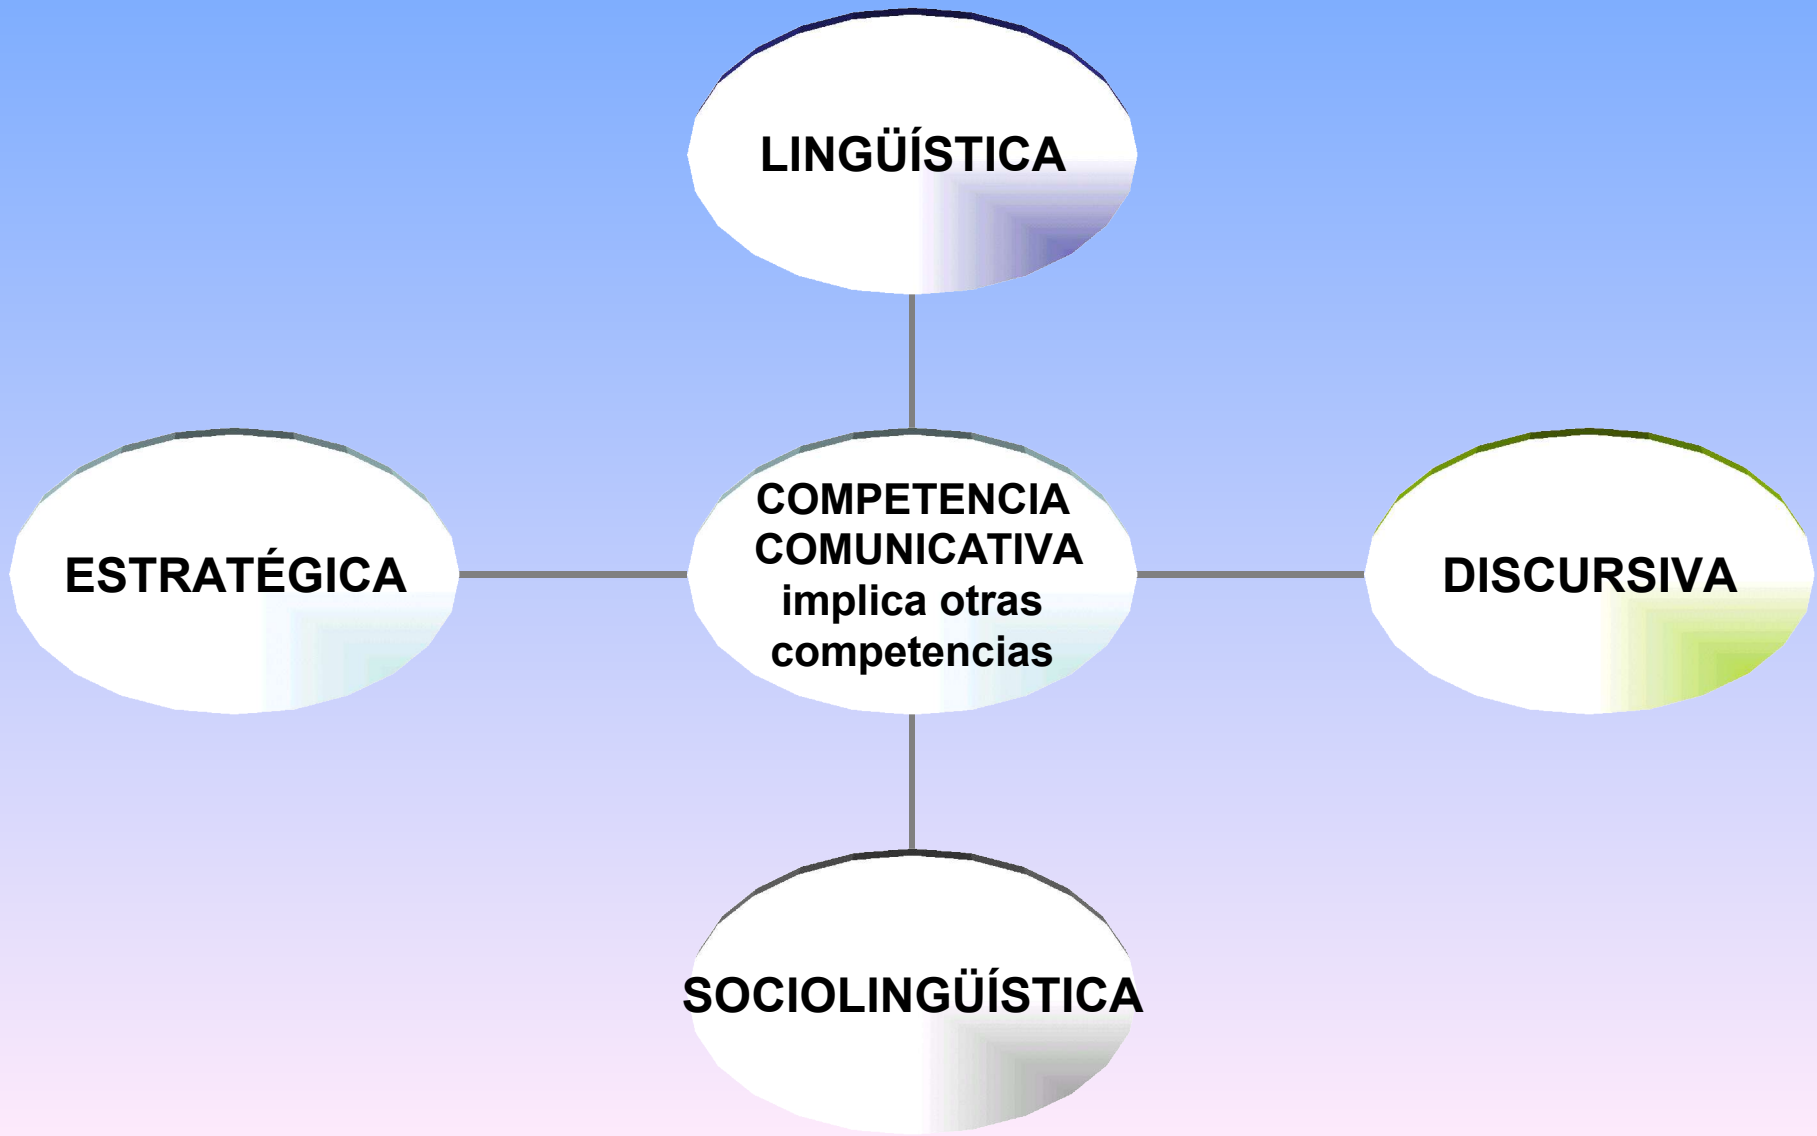 LINGÜÍSTICA
ESTRATÉGICA
COMPETENCIA
COMUNICATIVA
implica otras
competencias
DISCURSIVA
SOCIOLINGÜÍSTICA